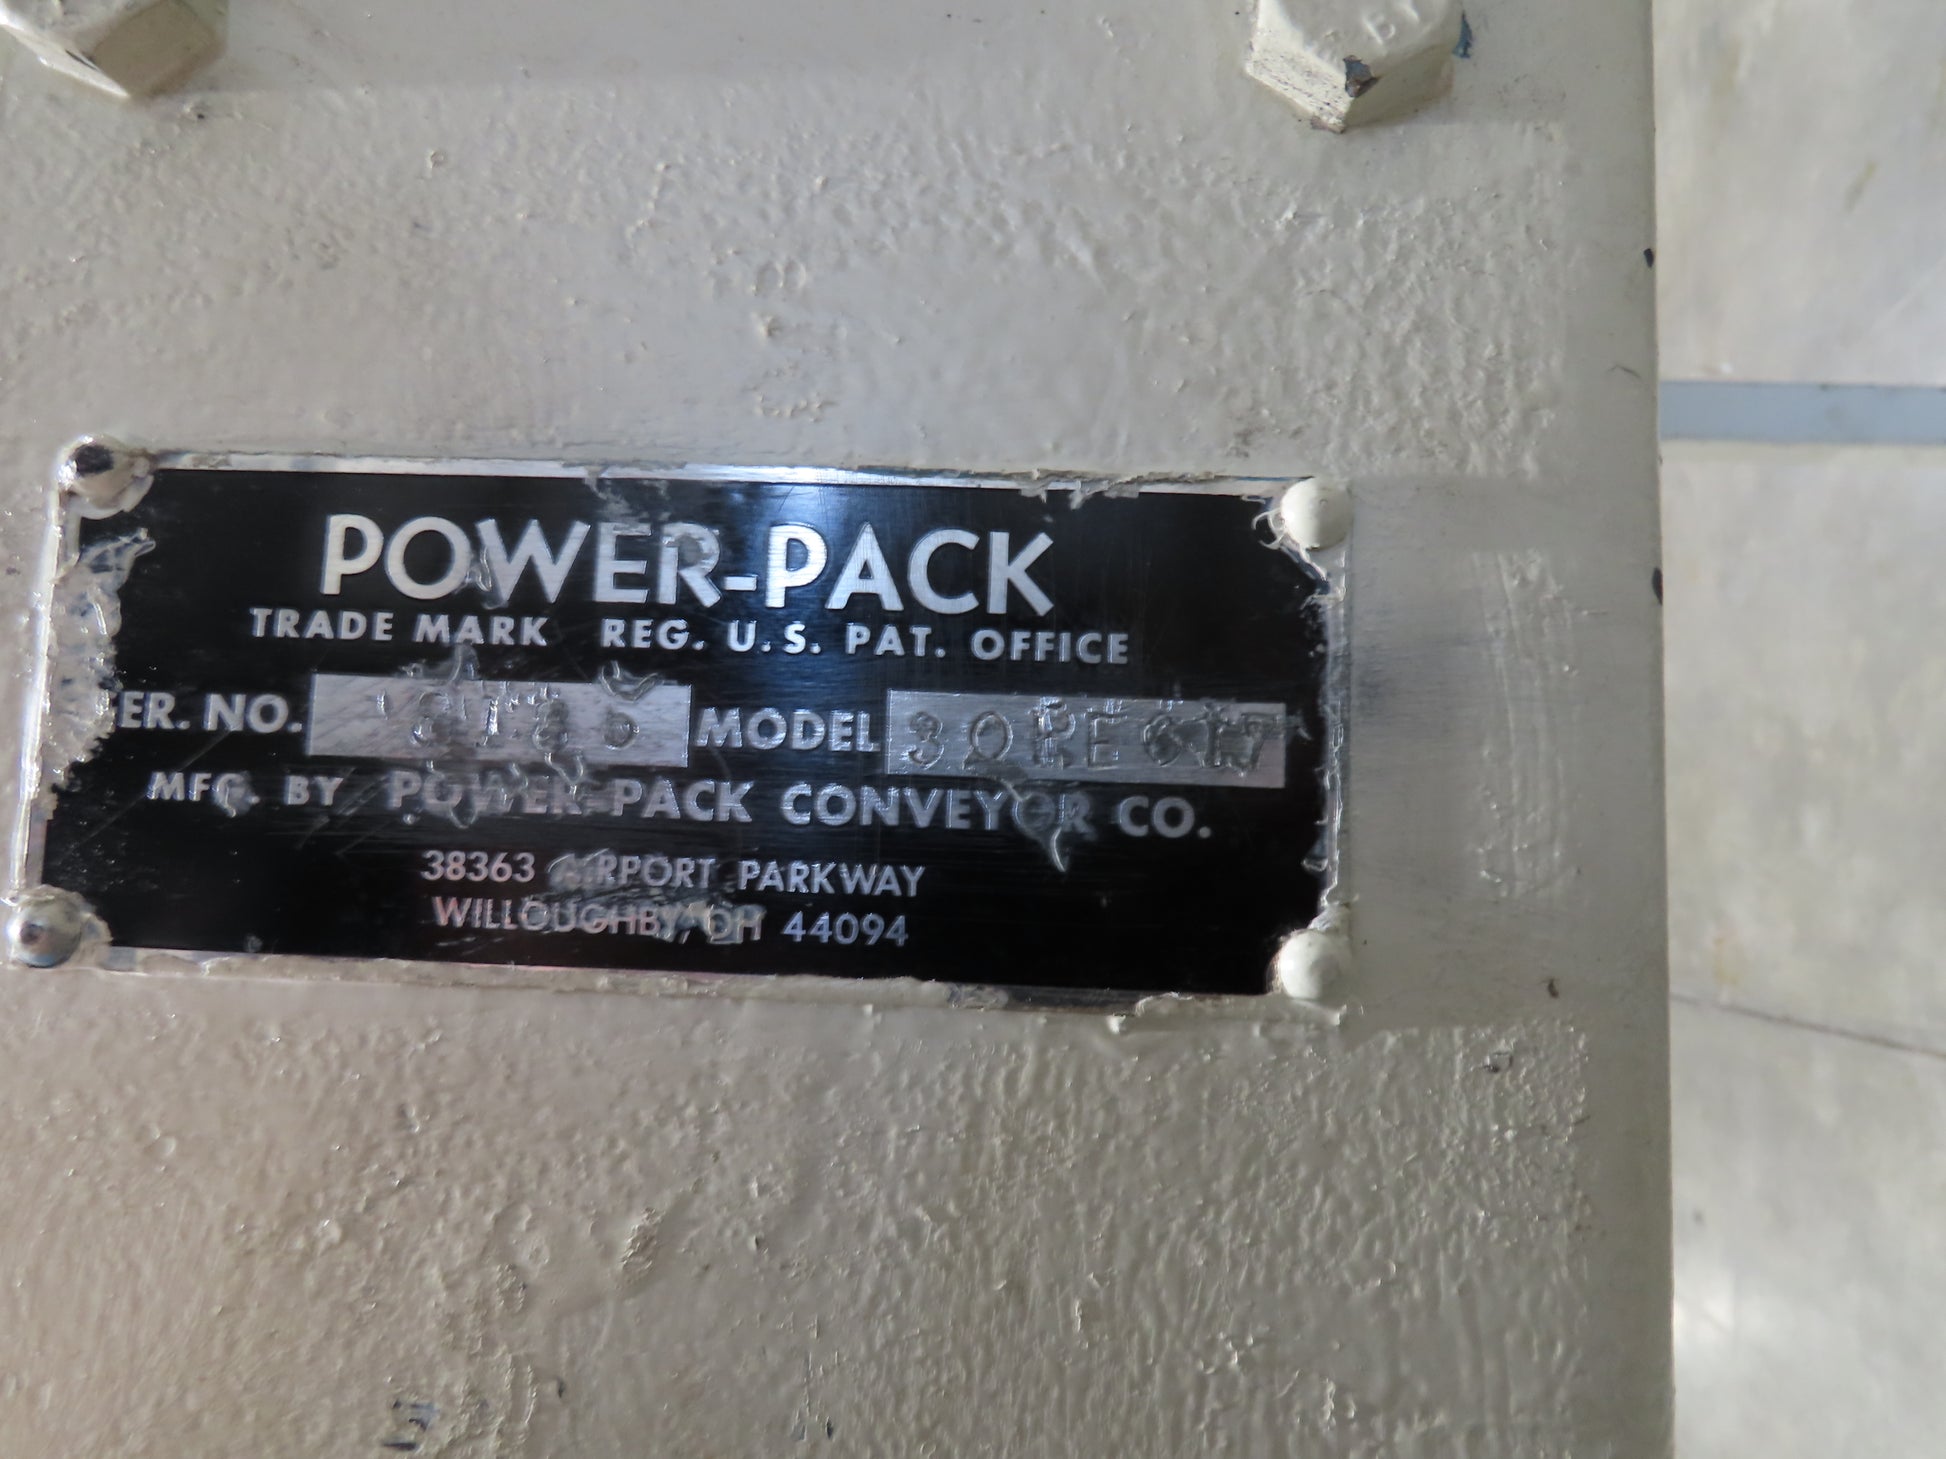 POWER-PACK
TRADE MARK REG. U.S. PAT. OFFICE
SER. NO. MODEL
MFG. BY POWER-PACK CONVEYOR CO.
38363 AIRPORT PARKWAY
WILLOUGHBY, OH 44094